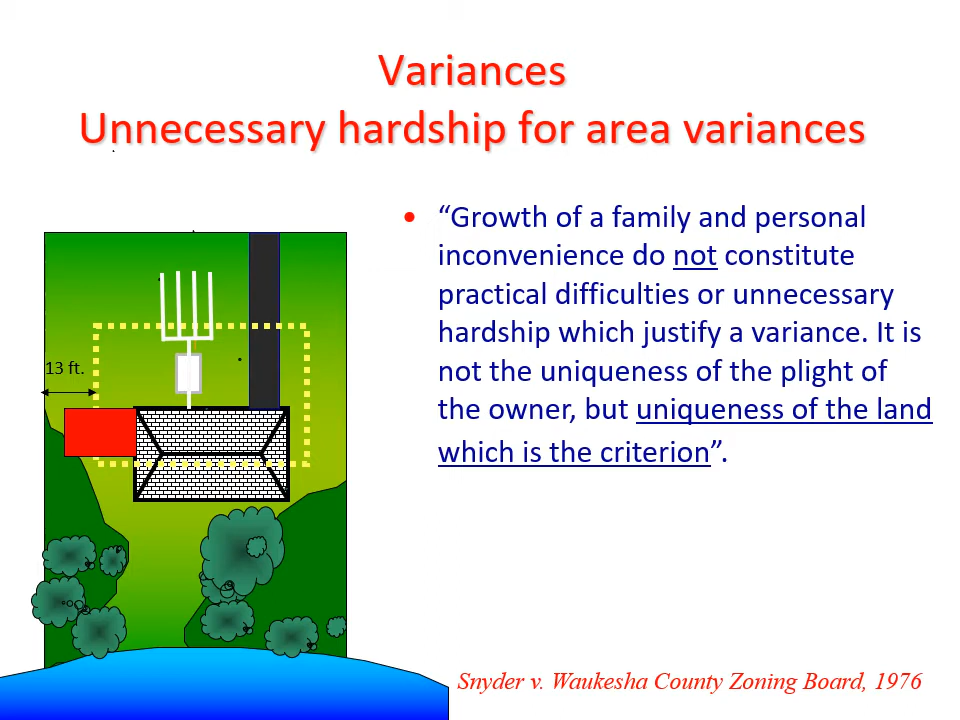 Variances
Unnecessary hardship for area variances
• “Growth of a family and personal
inconvenience do not constitute
practical difficulties or unnecessary
hardship which justify a variance. It is
not the uniqueness of the plight of
the owner, but uniqueness of the land
which is the criterion”.
13 ft.
Snyder v. Waukesha County Zoning Board, 1976